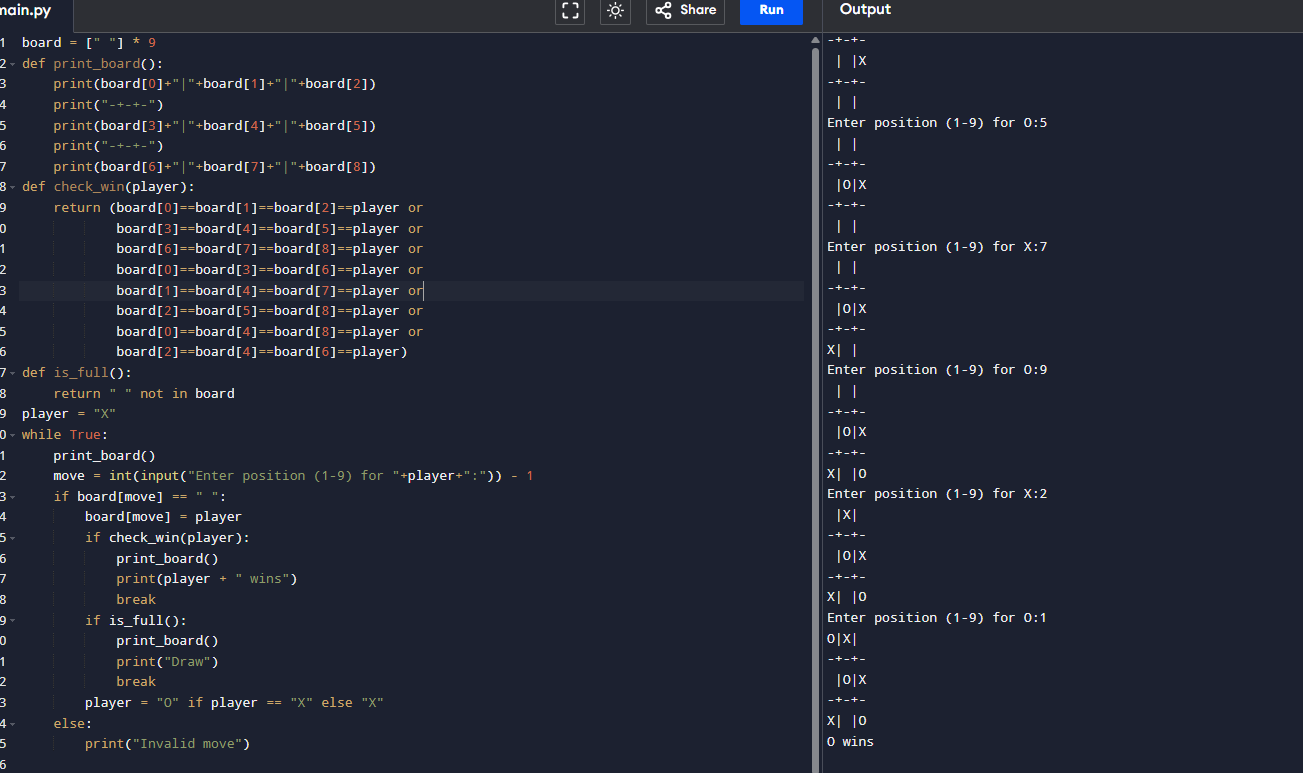 main.py
Share
Run
Output
1 board = [" "] * 9
2 def print_board():
3     print(board[0]+"|"+board[1]+"|"+board[2])
4     print("-+-+-")
5     print(board[3]+"|"+board[4]+"|"+board[5])
6     print("-+-+-")
7     print(board[6]+"|"+board[7]+"|"+board[8])
8 def check_win(player):
9     return (board[0]==board[1]==board[2]==player or
0             board[3]==board[4]==board[5]==player or
1             board[6]==board[7]==board[8]==player or
2             board[0]==board[3]==board[6]==player or
3             board[1]==board[4]==board[7]==player or
4             board[2]==board[5]==board[8]==player or
5             board[0]==board[4]==board[8]==player or
6             board[2]==board[4]==board[6]==player)
7 def is_full():
8     return " " not in board
9 player = "X"
0 while True:
1     print_board()
2     move = int(input("Enter position (1-9) for "+player+":")) - 1
3     if board[move] == " ":
4         board[move] = player
5         if check_win(player):
6             print_board()
7             print(player + " wins")
8             break
9         if is_full():
0             print_board()
1             print("Draw")
2             break
3         player = "O" if player == "X" else "X"
4     else:
5         print("Invalid move")
6
-+-+-
 | |X
-+-+-
 | |
Enter position (1-9) for O:5
 | |
-+-+-
 |O|X
-+-+-
 | |
Enter position (1-9) for X:7
 | |
-+-+-
 |O|X
-+-+-
X| |
Enter position (1-9) for O:9
 | |
-+-+-
 |O|X
-+-+-
X| |O
Enter position (1-9) for X:2
 |X|
-+-+-
 |O|X
-+-+-
X| |O
Enter position (1-9) for O:1
O|X|
-+-+-
 |O|X
-+-+-
X| |O
O wins